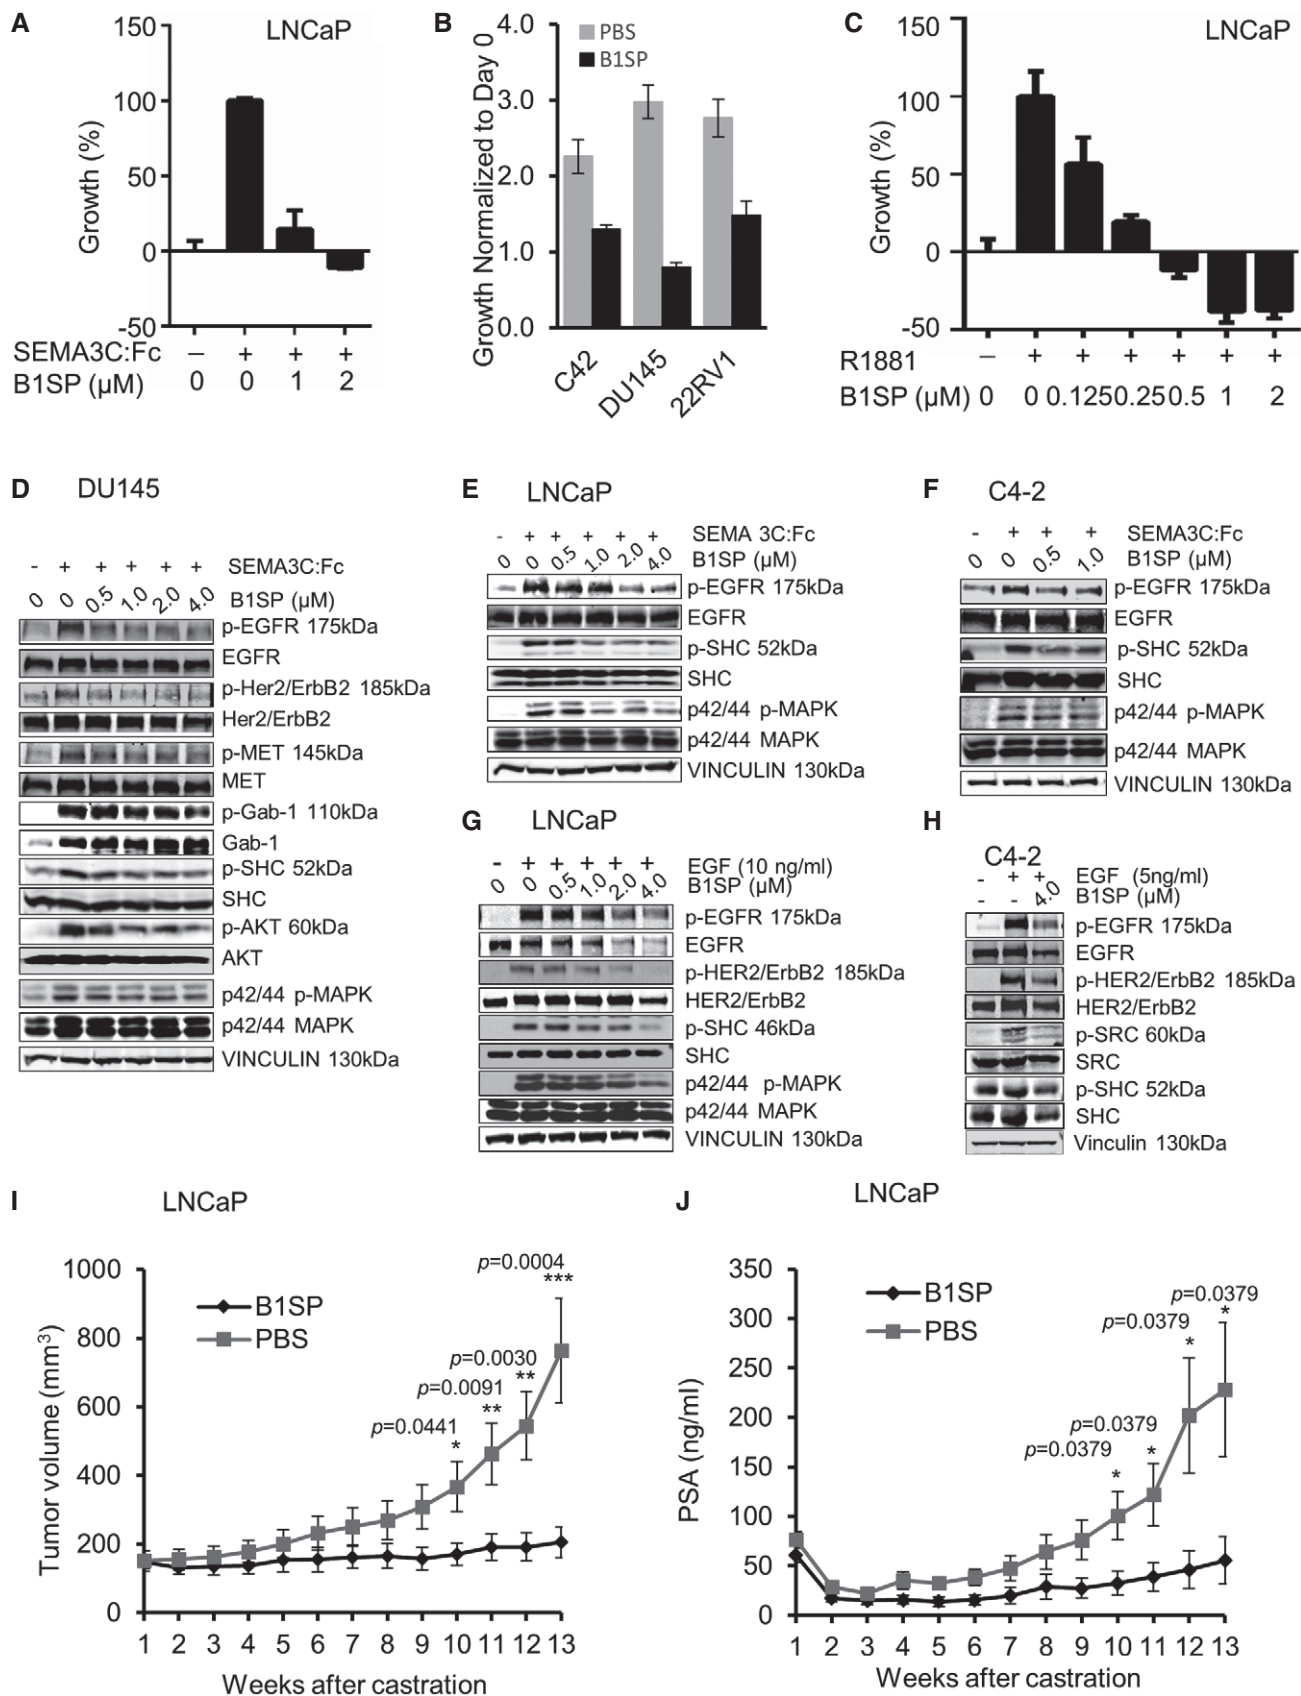 A
LNCaP
150
100
50
0
-50
Growth (%)
SEMA3C:Fc – + + +
B1SP (μM) 0 0 1 2
B
4.0
3.0
2.0
1.0
0.0
Growth Normalized to Day 0
PBS
B1SP
C42
DU145
22RV1
C
LNCaP
150
100
50
0
-50
Growth (%)
R1881 – + + + + + +
B1SP (μM) 0 0 0.125 0.25 0.5 1 2
D DU145
- + + + + + SEMA3C:Fc
0 0 0.5 1.0 2.0 4.0 B1SP (μM)
p-EGFR 175kDa
EGFR
p-Her2/ErbB2 185kDa
Her2/ErbB2
p-MET 145kDa
MET
p-Gab-1 110kDa
Gab-1
p-SHC 52kDa
SHC
p-AKT 60kDa
AKT
p42/44 p-MAPK
p42/44 MAPK
VINCULIN 130kDa
E LNCaP
- + + + + + SEMA 3C:Fc
0 0 0.5 1.0 2.0 4.0 B1SP (μM)
p-EGFR 175kDa
EGFR
p-SHC 52kDa
SHC
p42/44 p-MAPK
p42/44 MAPK
VINCULIN 130kDa
F C4-2
- + + + SEMA3C:Fc
0 0 0.5 1.0 B1SP (μM)
p-EGFR 175kDa
EGFR
p-SHC 52kDa
SHC
p42/44 p-MAPK
p42/44 MAPK
VINCULIN 130kDa
G LNCaP
- + + + + + EGF (10 ng/ml)
0 0 0.5 1.0 2.0 4.0 B1SP (μM)
p-EGFR 175kDa
EGFR
p-HER2/ErbB2 185kDa
HER2/ErbB2
p-SHC 46kDa
SHC
p42/44 p-MAPK
p42/44 MAPK
VINCULIN 130kDa
H
C4-2
- + + EGF (5ng/ml)
- - 4.0 B1SP (μM)
p-EGFR 175kDa
EGFR
p-HER2/ErbB2 185kDa
HER2/ErbB2
p-SRC 60kDa
SRC
p-SHC 52kDa
SHC
Vinculin 130kDa
I LNCaP
1000
800
600
400
200
0
Tumor volume (mm³)
B1SP
PBS
p=0.0441
*
p=0.0091
**
p=0.0030
**
p=0.0004
***
1 2 3 4 5 6 7 8 9 10 11 12 13
Weeks after castration
J LNCaP
350
300
250
200
150
100
50
0
PSA (ng/ml)
B1SP
PBS
p=0.0379
*
p=0.0379
*
p=0.0379
*
p=0.0379
*
1 2 3 4 5 6 7 8 9 10 11 12 13
Weeks after castration